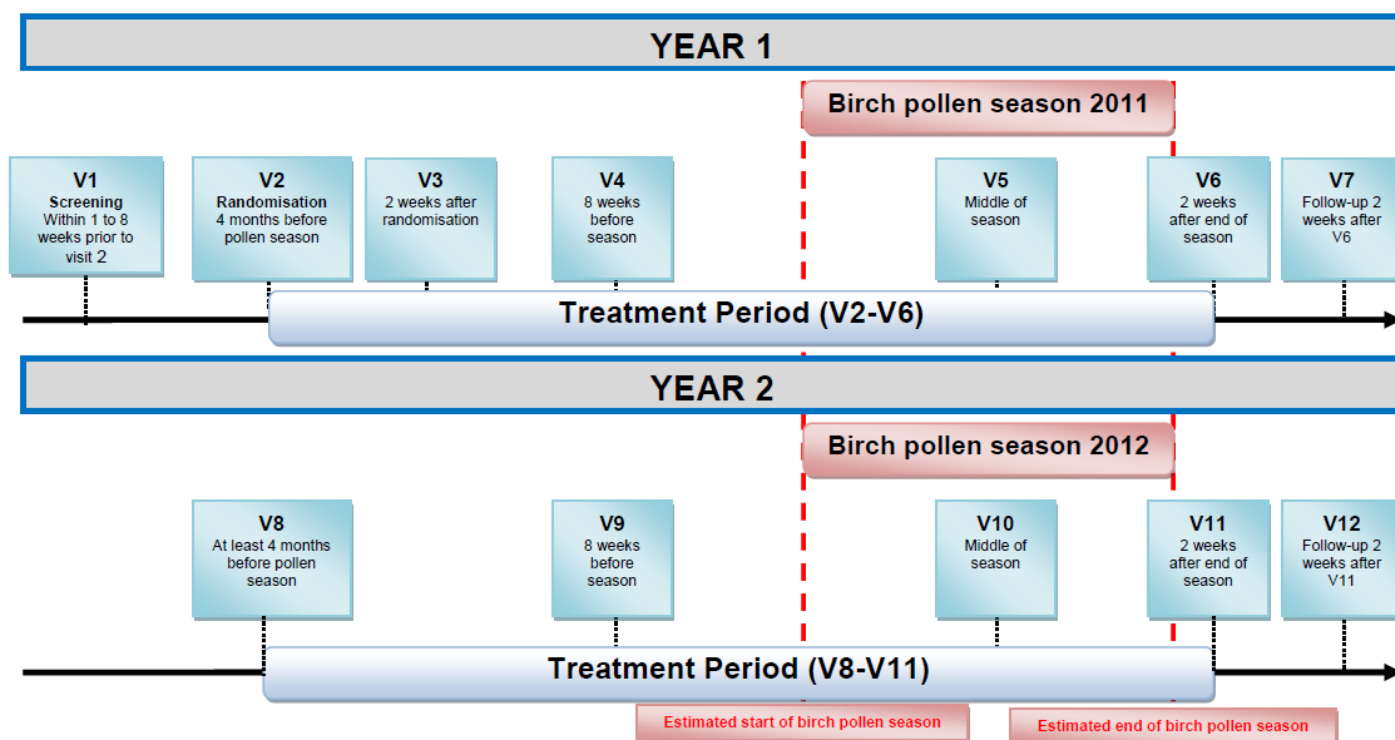 YEAR 1
Birch pollen season 2011
V1
Screening
Within 1 to 8
weeks prior to
visit 2
V2
Randomisation
4 months before
pollen season
V3
2 weeks after
randomisation
V4
8 weeks
before
season
V5
Middle of
season
V6
2 weeks
after end of
season
V7
Follow-up 2
weeks after
V6
Treatment Period (V2-V6)
YEAR 2
Birch pollen season 2012
V8
At least 4 months
before pollen
season
V9
8 weeks
before
season
V10
Middle of
season
V11
2 weeks
after end of
season
V12
Follow-up 2
weeks after
V11
Treatment Period (V8-V11)
Estimated start of birch pollen season
Estimated end of birch pollen season